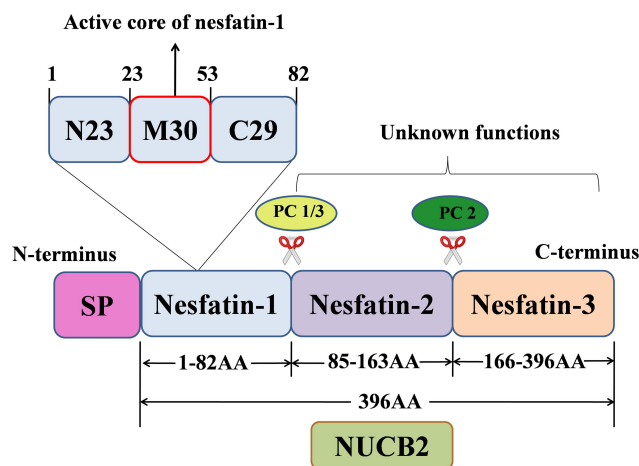 Active core of nesfatin-1
1 23 53 82
N23 M30 C29
Unknown functions
PC 1/3 PC 2
N-terminus C-terminus
SP Nesfatin-1 Nesfatin-2 Nesfatin-3
1-82AA 85-163AA 166-396AA
396AA
NUCB2